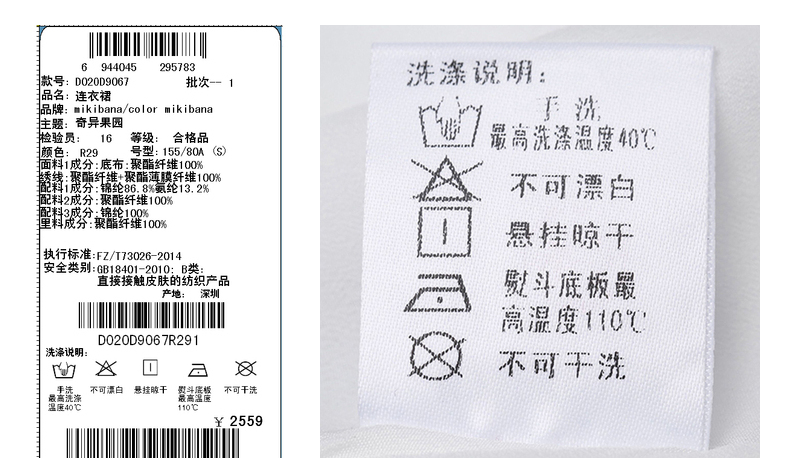 6 944045 295783
款号: D020D9067 批次-- 1
品名: 连衣裙
品牌: mikibana/color mikibana
主题: 奇异果园
检验员: 16 等级: 合格品
颜色: R29 号型: 155/80A (S)
面料1成分: 底布: 聚酯纤维100%
绣线: 聚酯纤维+聚酯薄膜纤维100%
配料1成分: 锦纶86.8%氨纶13.2%
配料2成分: 聚酯纤维100%
配料3成分: 锦纶100%
里料成分: 聚酯纤维100%
执行标准: FZ/T73026-2014
安全类别: GB18401-2010: B类:
直接接触皮肤的纺织产品
产地: 深圳
D020D9067R291
洗涤说明:
手洗
最高洗涤
温度40℃
不可漂白
悬挂晾干
熨斗底板
最高温度
110℃
不可干洗
¥ 2559
洗涤说明:
手洗
最高洗涤温度40℃
不可漂白
悬挂晾干
熨斗底板最
高温度110℃
不可干洗